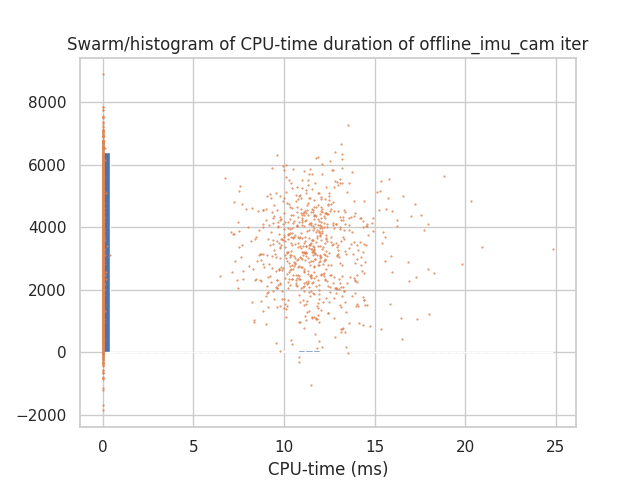 Swarm/histogram of CPU-time duration of offline_imu_cam iter
8000
6000
4000
2000
0
−2000
0 5 10 15 20 25
CPU-time (ms)